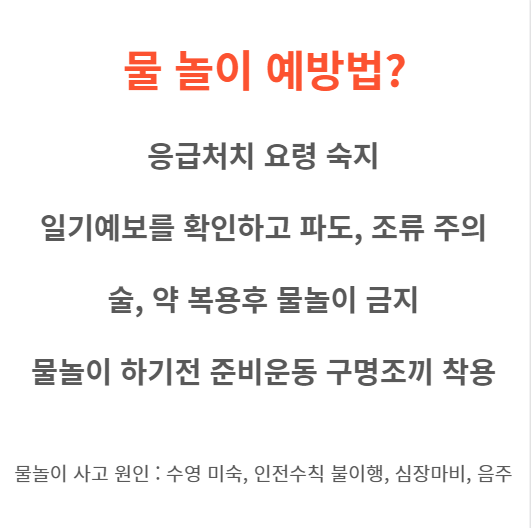 물 놀이 예방법?
응급처치 요령 숙지
일기예보를 확인하고 파도, 조류 주의
술, 약 복용후 물놀이 금지
물놀이 하기전 준비운동 구명조끼 착용
물놀이 사고 원인 : 수영 미숙, 인전수칙 불이행, 심장마비, 음주